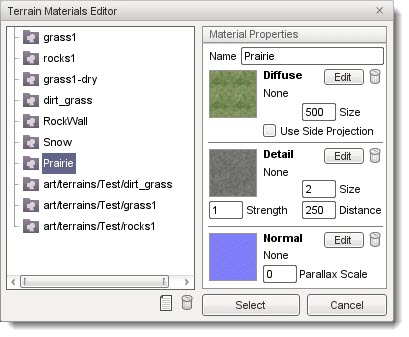 Terrain Materials Editor
grass1
rocks1
grass1-dry
dirt_grass
RockWall
Snow
Prairie
art/terrains/Test/dirt_grass
art/terrains/Test/grass1
art/terrains/Test/rocks1
Material Properties
Name Prairie
Diffuse Edit
None
500 Size
Use Side Projection
Detail Edit
None
2 Size
1 Strength 250 Distance
Normal Edit
None
0 Parallax Scale
Select Cancel